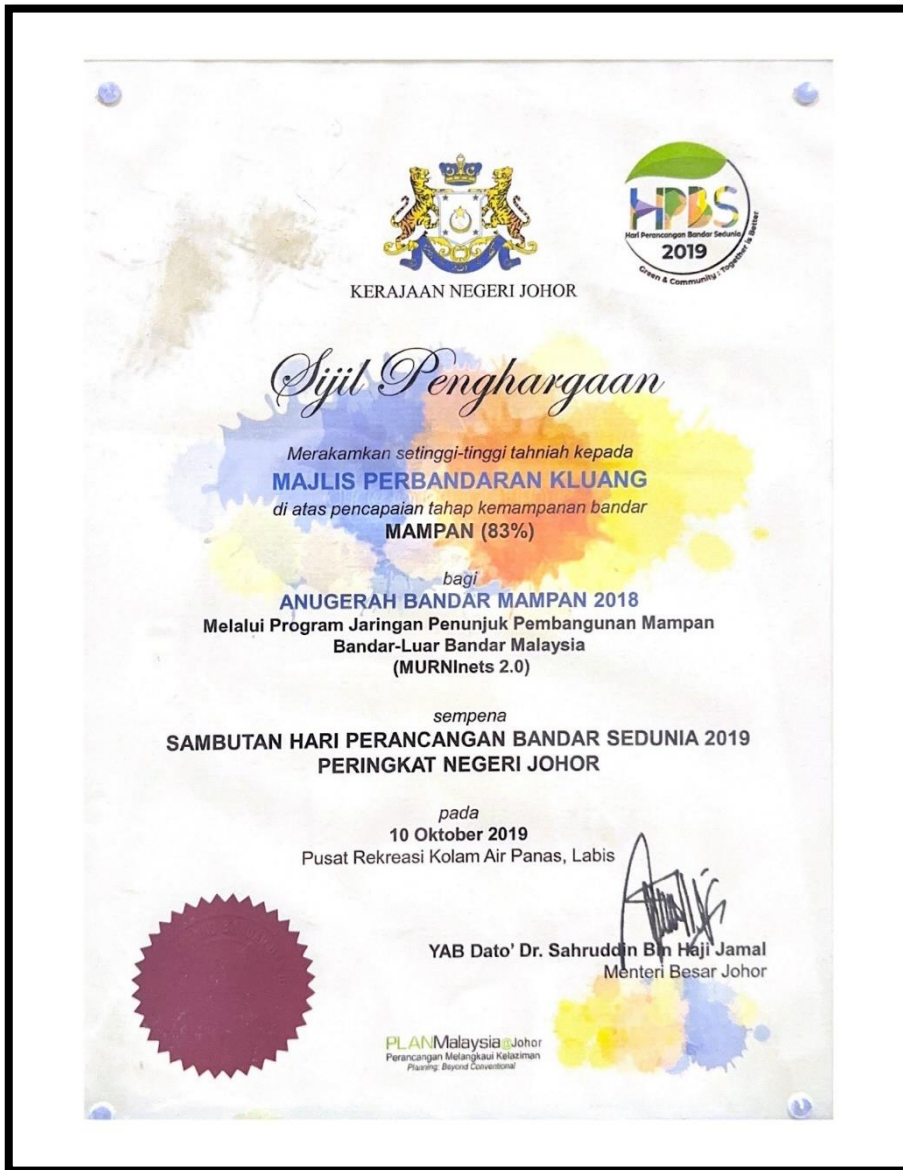 HPBS
Hari Perancangan Bandar Sedunia
2019
Green & Community : Together is Better
KERAJAAN NEGERI JOHOR
Sijil Penghargaan
Merakamkan setinggi-tinggi tahniah kepada
MAJLIS PERBANDARAN KLUANG
di atas pencapaian tahap kemampanan bandar
MAMPAN (83%)
bagi
ANUGERAH BANDAR MAMPAN 2018
Melalui Program Jaringan Penunjuk Pembangunan Mampan
Bandar-Luar Bandar Malaysia
(MURNInets 2.0)
sempena
SAMBUTAN HARI PERANCANGAN BANDAR SEDUNIA 2019
PERINGKAT NEGERI JOHOR
pada
10 Oktober 2019
Pusat Rekreasi Kolam Air Panas, Labis
YAB Dato' Dr. Sahruddin Bin Haji Jamal
Menteri Besar Johor
PLANMalaysia@Johor
Perancangan Melangkaui Kelaziman
Planning: Beyond Conventional